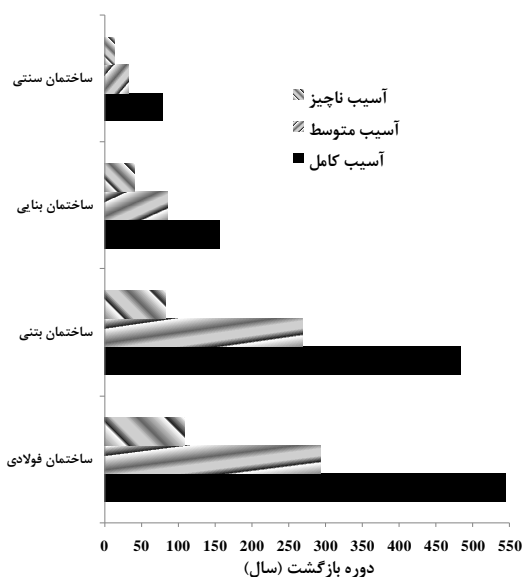 ساختمان سنتی
ساختمان بنایی
ساختمان بتنی
ساختمان فولادی
آسیب ناچیز
آسیب متوسط
آسیب کامل
0 50 100 150 200 250 300 350 400 450 500 550
دوره بازگشت (سال)